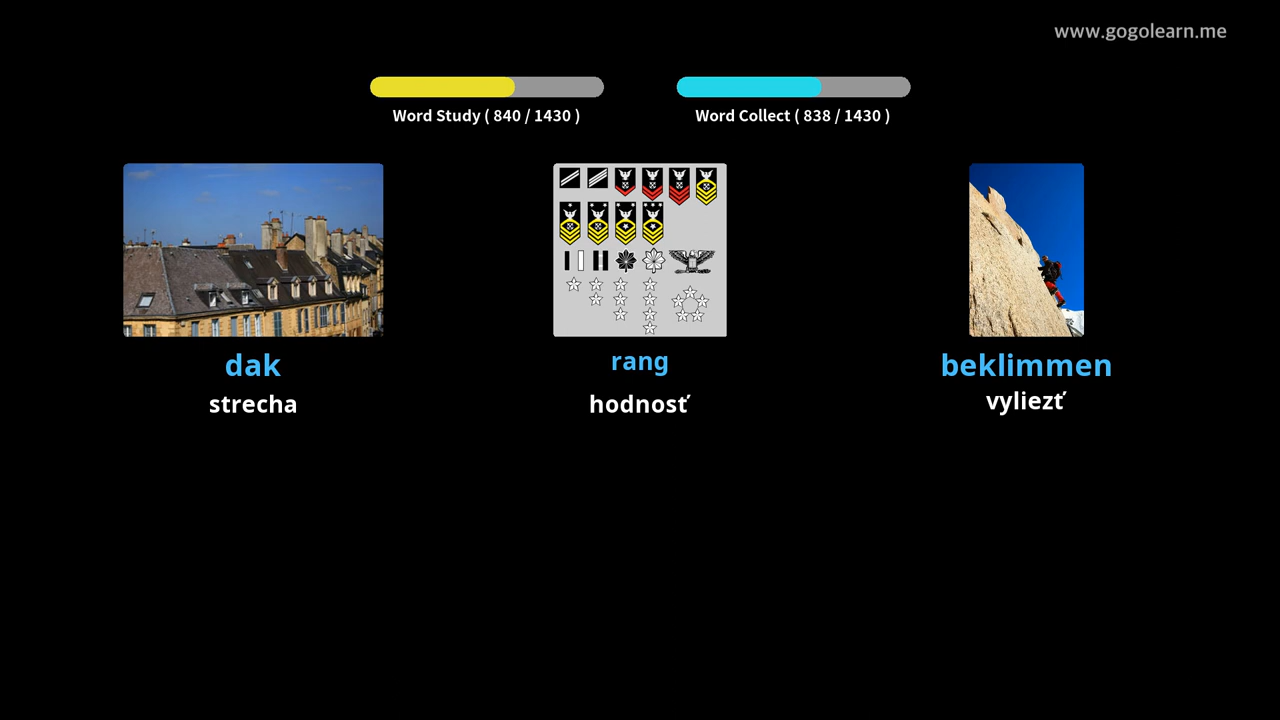 www.gogolearn.me
Word Study ( 840 / 1430 )
Word Collect ( 838 / 1430 )
dak
strecha
rang
hodnosť
beklimmen
vyliezť